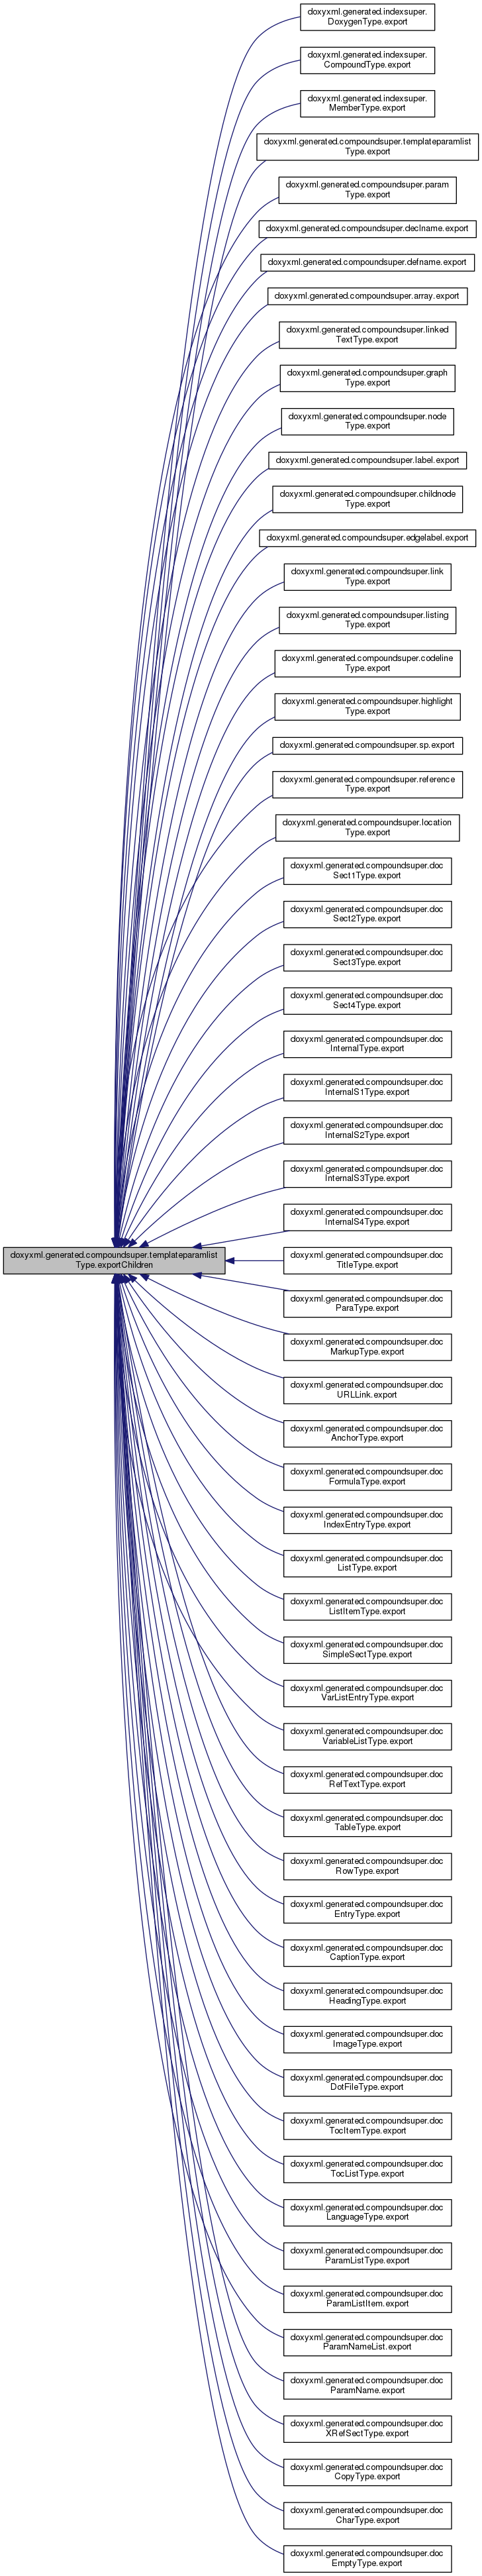 doxyxml.generated.indexsuper.
DoxygenType.export
doxyxml.generated.indexsuper.
CompoundType.export
doxyxml.generated.indexsuper.
MemberType.export
doxyxml.generated.compoundsuper.templateparamlist
Type.export
doxyxml.generated.compoundsuper.param
Type.export
doxyxml.generated.compoundsuper.declname.export
doxyxml.generated.compoundsuper.defname.export
doxyxml.generated.compoundsuper.array.export
doxyxml.generated.compoundsuper.linked
TextType.export
doxyxml.generated.compoundsuper.graph
Type.export
doxyxml.generated.compoundsuper.node
Type.export
doxyxml.generated.compoundsuper.label.export
doxyxml.generated.compoundsuper.childnode
Type.export
doxyxml.generated.compoundsuper.edgelabel.export
doxyxml.generated.compoundsuper.link
Type.export
doxyxml.generated.compoundsuper.listing
Type.export
doxyxml.generated.compoundsuper.codeline
Type.export
doxyxml.generated.compoundsuper.highlight
Type.export
doxyxml.generated.compoundsuper.sp.export
doxyxml.generated.compoundsuper.reference
Type.export
doxyxml.generated.compoundsuper.location
Type.export
doxyxml.generated.compoundsuper.doc
Sect1Type.export
doxyxml.generated.compoundsuper.doc
Sect2Type.export
doxyxml.generated.compoundsuper.doc
Sect3Type.export
doxyxml.generated.compoundsuper.doc
Sect4Type.export
doxyxml.generated.compoundsuper.doc
InternalType.export
doxyxml.generated.compoundsuper.doc
InternalS1Type.export
doxyxml.generated.compoundsuper.doc
InternalS2Type.export
doxyxml.generated.compoundsuper.doc
InternalS3Type.export
doxyxml.generated.compoundsuper.doc
InternalS4Type.export
doxyxml.generated.compoundsuper.templateparamlist
Type.exportChildren
doxyxml.generated.compoundsuper.doc
TitleType.export
doxyxml.generated.compoundsuper.doc
ParaType.export
doxyxml.generated.compoundsuper.doc
MarkupType.export
doxyxml.generated.compoundsuper.doc
URLLink.export
doxyxml.generated.compoundsuper.doc
AnchorType.export
doxyxml.generated.compoundsuper.doc
FormulaType.export
doxyxml.generated.compoundsuper.doc
IndexEntryType.export
doxyxml.generated.compoundsuper.doc
ListType.export
doxyxml.generated.compoundsuper.doc
ListItemType.export
doxyxml.generated.compoundsuper.doc
SimpleSectType.export
doxyxml.generated.compoundsuper.doc
VarListEntryType.export
doxyxml.generated.compoundsuper.doc
VariableListType.export
doxyxml.generated.compoundsuper.doc
RefTextType.export
doxyxml.generated.compoundsuper.doc
TableType.export
doxyxml.generated.compoundsuper.doc
RowType.export
doxyxml.generated.compoundsuper.doc
EntryType.export
doxyxml.generated.compoundsuper.doc
CaptionType.export
doxyxml.generated.compoundsuper.doc
HeadingType.export
doxyxml.generated.compoundsuper.doc
ImageType.export
doxyxml.generated.compoundsuper.doc
DotFileType.export
doxyxml.generated.compoundsuper.doc
TocItemType.export
doxyxml.generated.compoundsuper.doc
TocListType.export
doxyxml.generated.compoundsuper.doc
LanguageType.export
doxyxml.generated.compoundsuper.doc
ParamListType.export
doxyxml.generated.compoundsuper.doc
ParamListItem.export
doxyxml.generated.compoundsuper.doc
ParamNameList.export
doxyxml.generated.compoundsuper.doc
ParamName.export
doxyxml.generated.compoundsuper.doc
XRefSectType.export
doxyxml.generated.compoundsuper.doc
CopyType.export
doxyxml.generated.compoundsuper.doc
CharType.export
doxyxml.generated.compoundsuper.doc
EmptyType.export